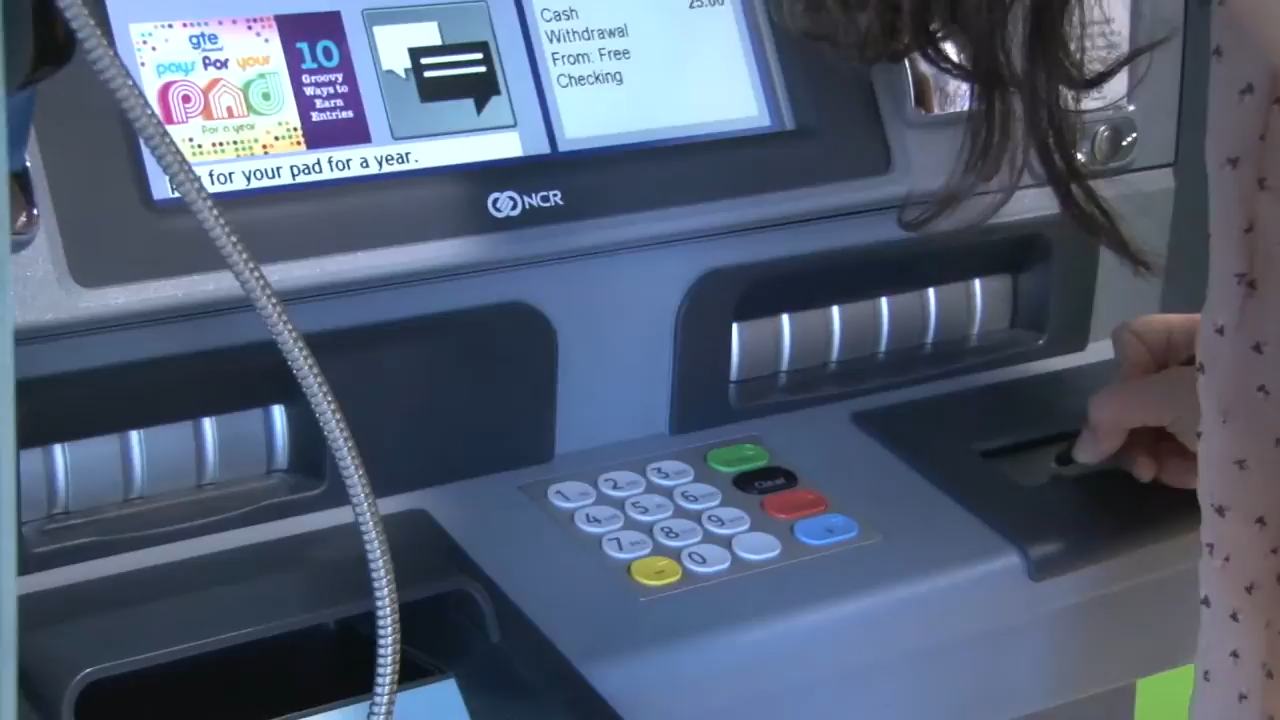 gte
financial
pays for your
pad
for a year
10
Groovy
Ways to
Earn
Entries
for your pad for a year.
Cash 25.00
Withdrawal
From: Free
Checking
NCR
1 2 3
4 5 6 Clear
7 8 9
0